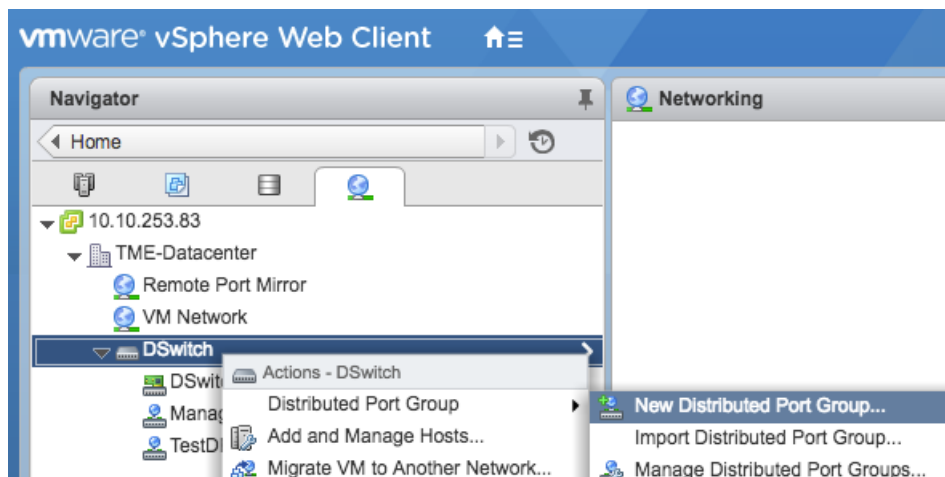 vmware® vSphere Web Client
Navigator
Networking
Home
10.10.253.83
TME-Datacenter
Remote Port Mirror
VM Network
DSwitch
Actions - DSwitch
Distributed Port Group
New Distributed Port Group...
Add and Manage Hosts...
Import Distributed Port Group...
Migrate VM to Another Network...
Manage Distributed Port Groups...